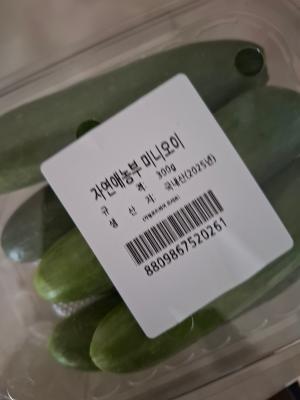 자연애농부 미니오이
규 격: 300g
생 산 자: 국내산(2025년)
8809867520261